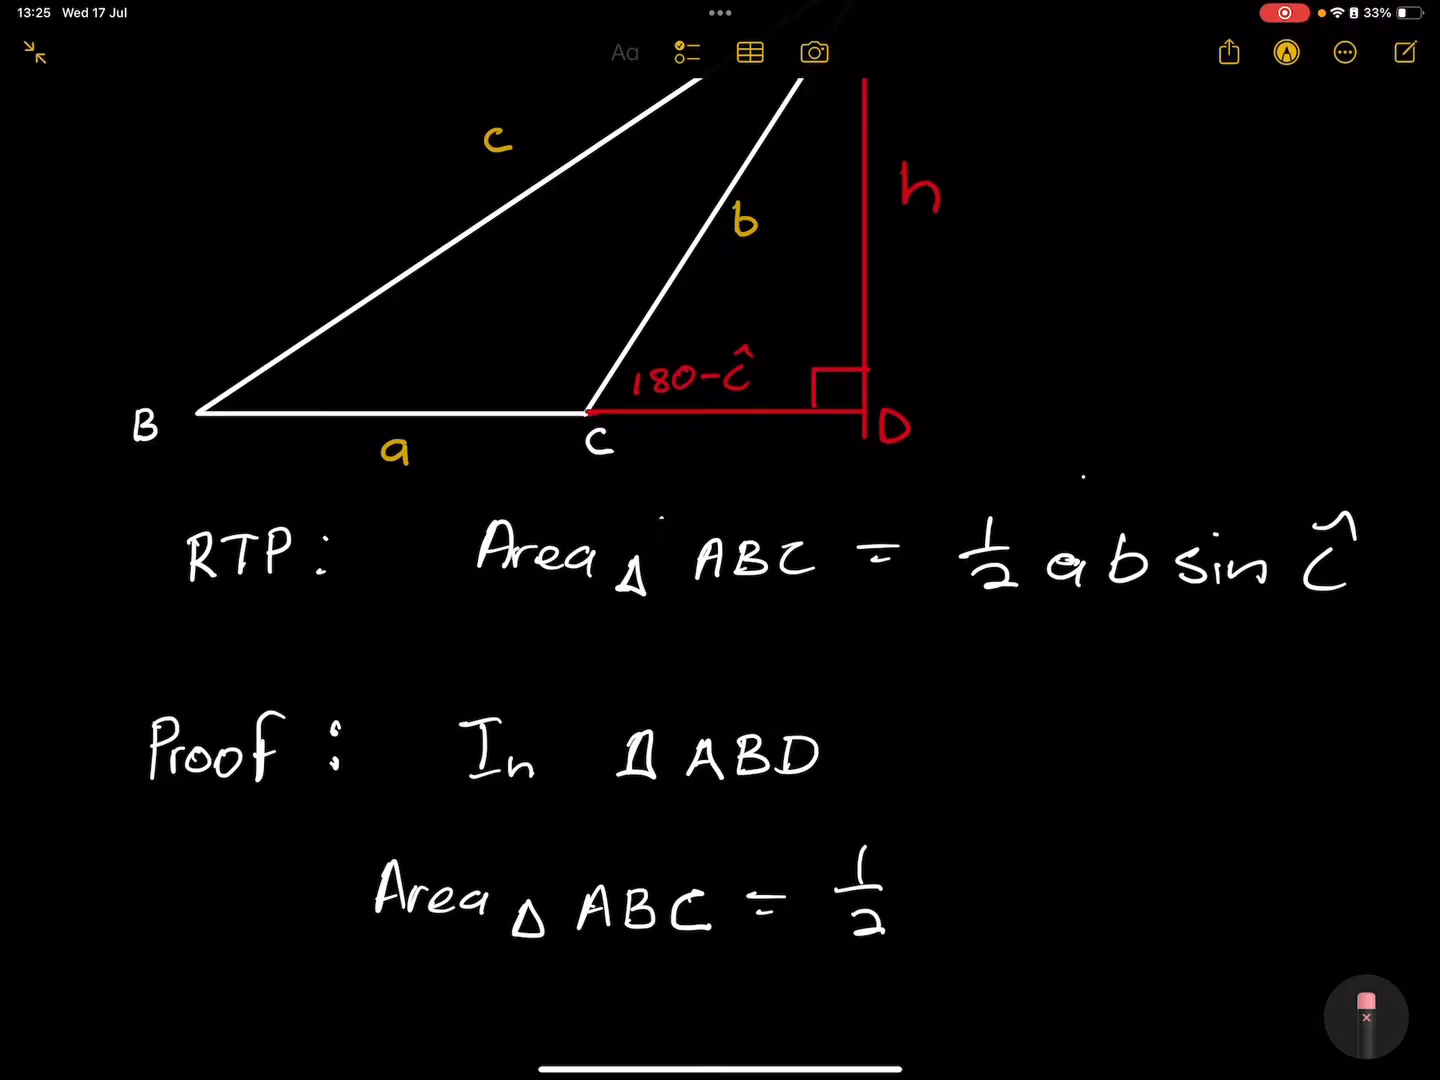 13:25 Wed 17 Jul
33%
Aa
c
h
b
180-Ĉ
B
D
C
a
RTP: Area Δ ABC = 1/2 ab sin Ĉ
Proof: In Δ ABD
Area Δ ABC = 1/2